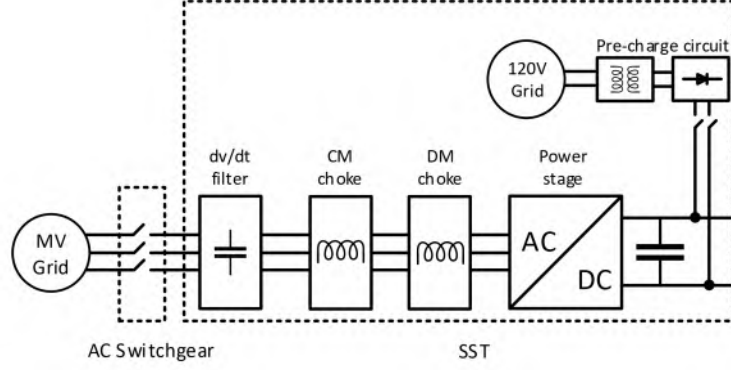 Pre-charge circuit
120V
Grid
dv/dt
filter
CM
choke
DM
choke
Power
stage
MV
Grid
AC
DC
AC Switchgear
SST